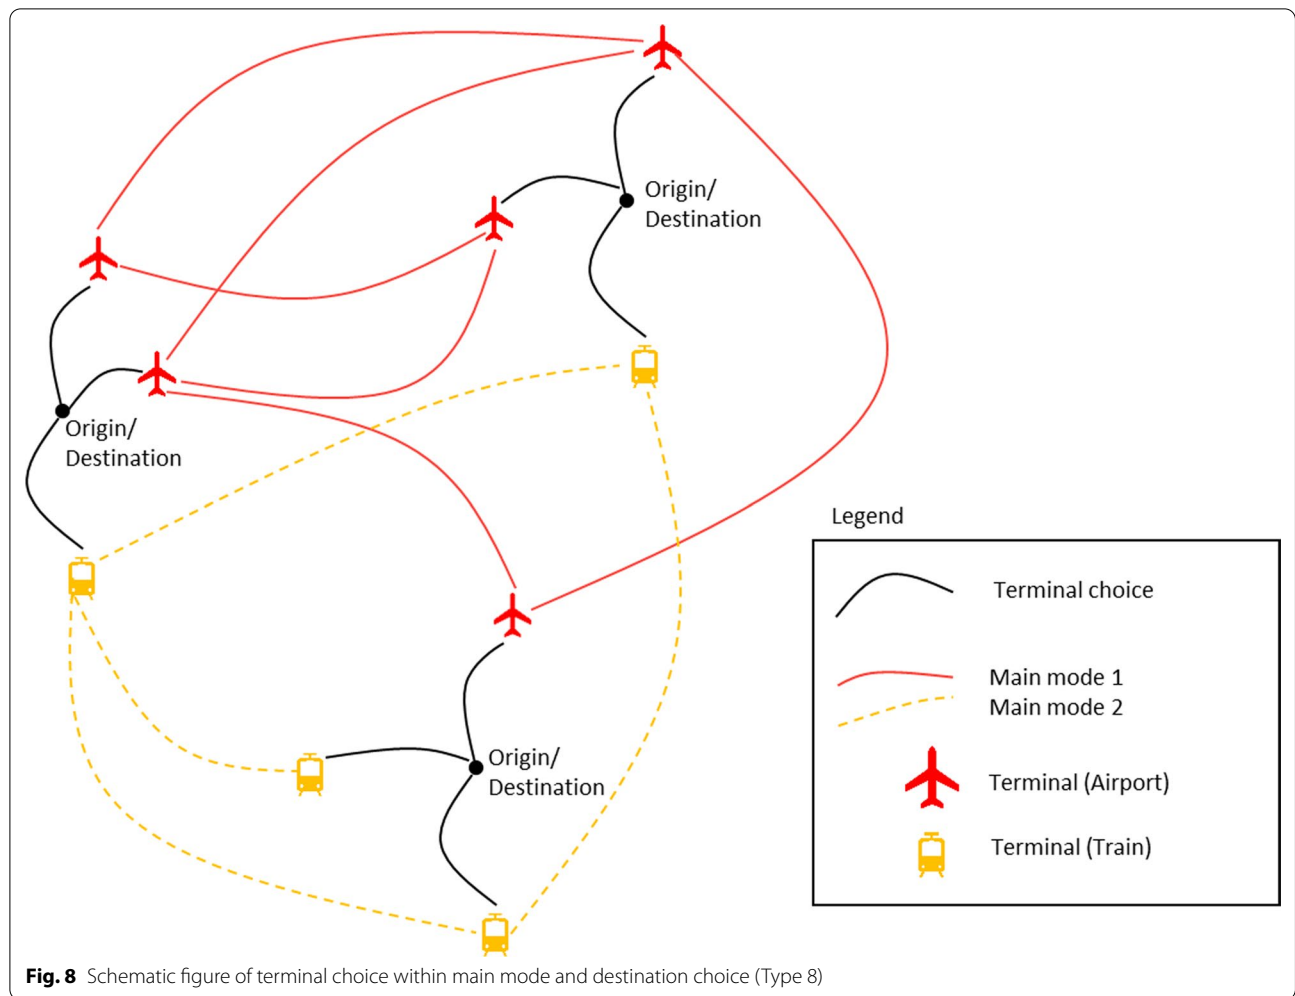 Origin/
Destination
Origin/
Destination
Legend
Terminal choice
Main mode 1
Main mode 2
Origin/
Destination
Terminal (Airport)
Terminal (Train)
Fig. 8 Schematic figure of terminal choice within main mode and destination choice (Type 8)